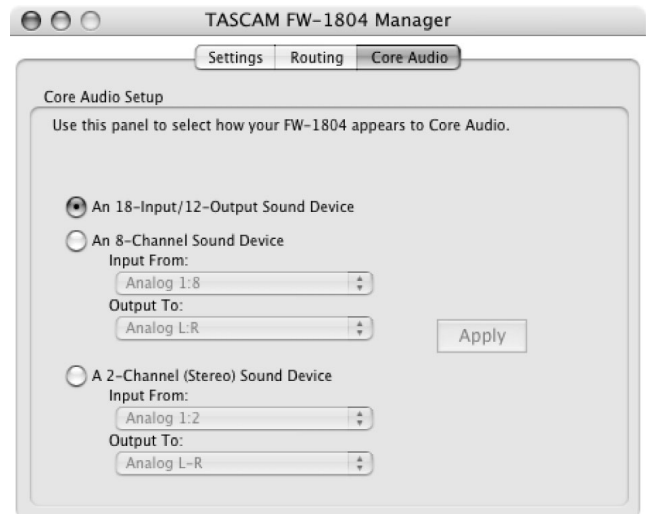 TASCAM FW-1804 Manager
Settings Routing Core Audio
Core Audio Setup
Use this panel to select how your FW-1804 appears to Core Audio.
An 18-Input/12-Output Sound Device
An 8-Channel Sound Device
Input From:
Analog 1:8
Output To:
Analog L:R
Apply
A 2-Channel (Stereo) Sound Device
Input From:
Analog 1:2
Output To:
Analog L-R